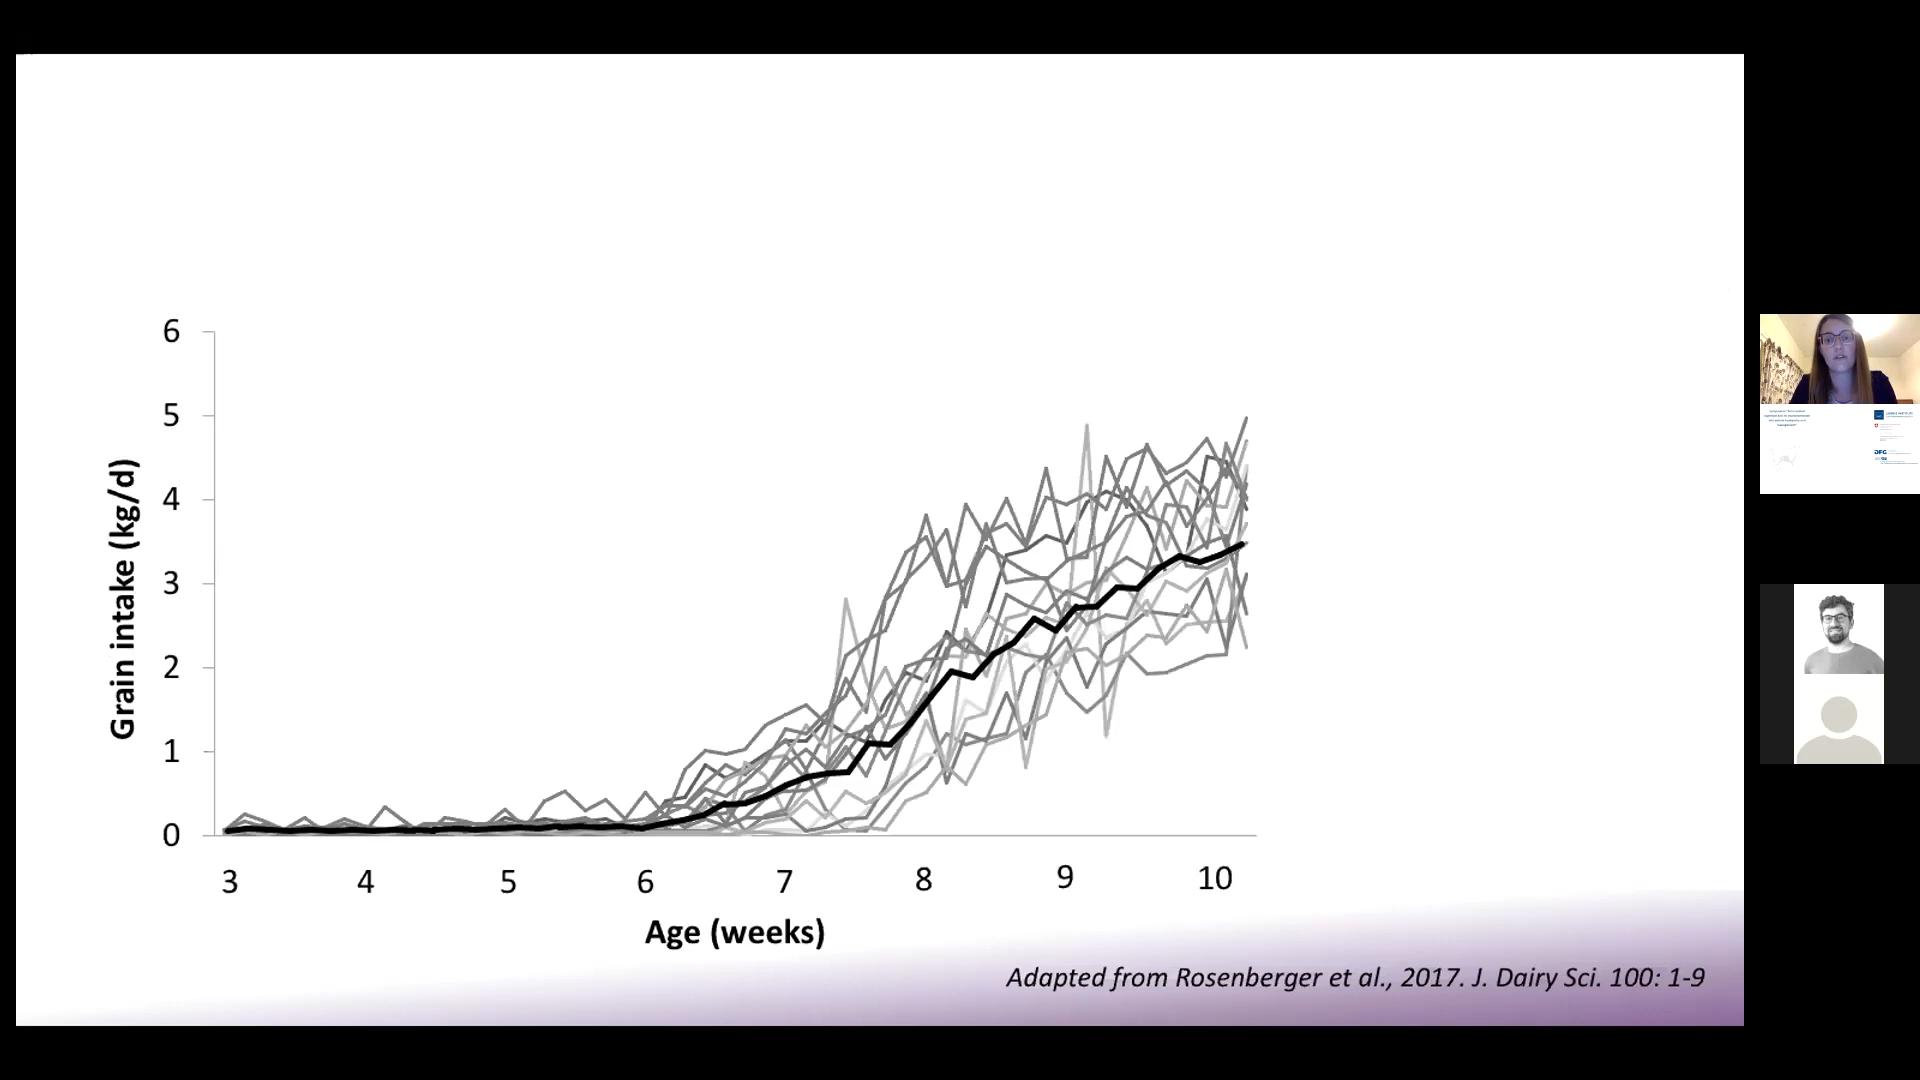 6
5
4
3
2
1
0
Grain intake (kg/d)
3 4 5 6 7 8 9 10
Age (weeks)
Adapted from Rosenberger et al., 2017. J. Dairy Sci. 100: 1-9
DFG